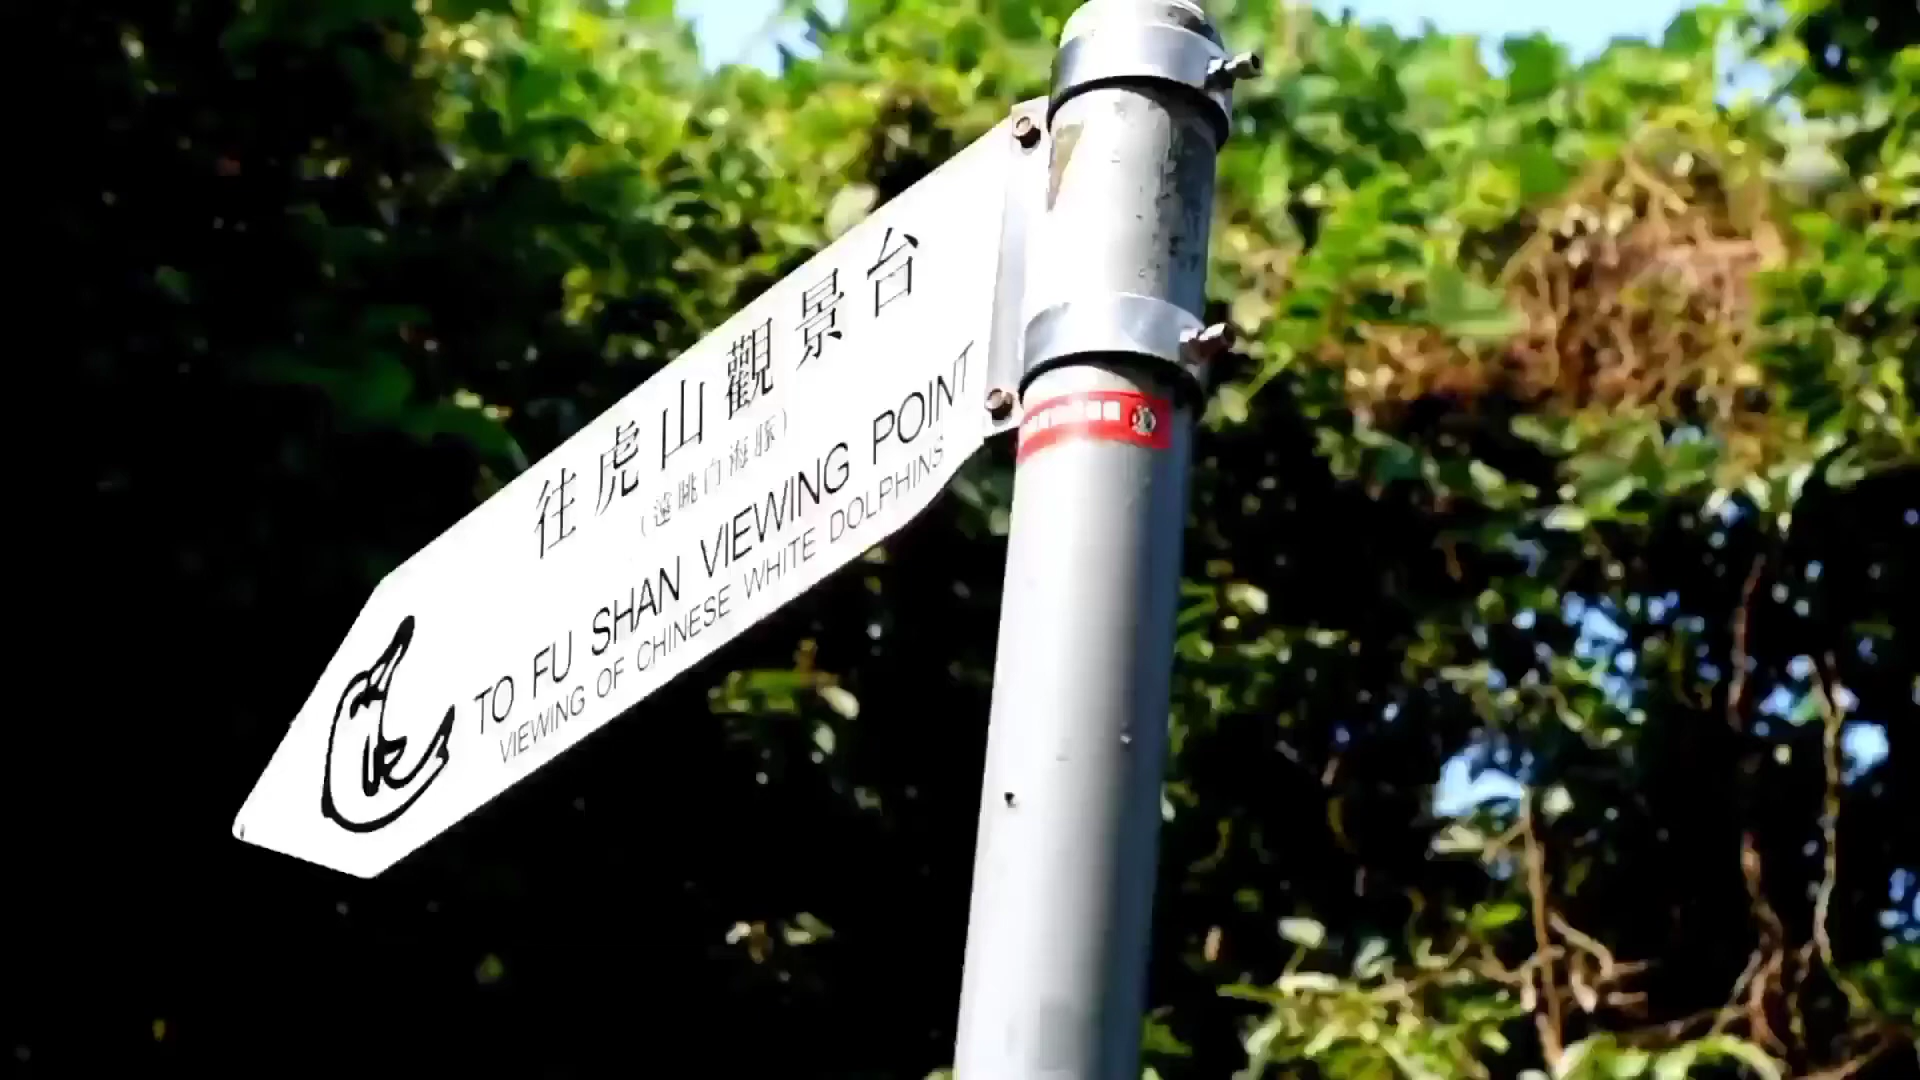 往虎山觀景台
(遠眺白海豚)
TO FU SHAN VIEWING POINT
VIEWING OF CHINESE WHITE DOLPHINS